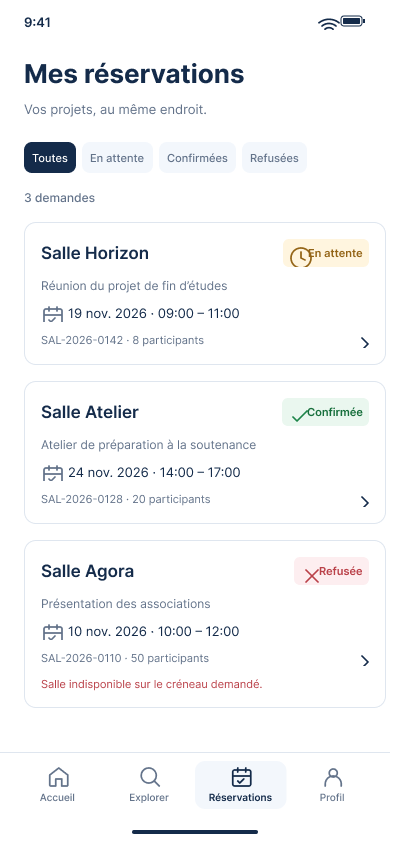 9:41
Mes réservations
Vos projets, au même endroit.
Toutes
En attente
Confirmées
Refusées
3 demandes
Salle Horizon
En attente
Réunion du projet de fin d’études
19 nov. 2026 · 09:00 – 11:00
SAL-2026-0142 · 8 participants
Salle Atelier
Confirmée
Atelier de préparation à la soutenance
24 nov. 2026 · 14:00 – 17:00
SAL-2026-0128 · 20 participants
Salle Agora
Refusée
Présentation des associations
10 nov. 2026 · 10:00 – 12:00
SAL-2026-0110 · 50 participants
Salle indisponible sur le créneau demandé.
Accueil
Explorer
Réservations
Profil